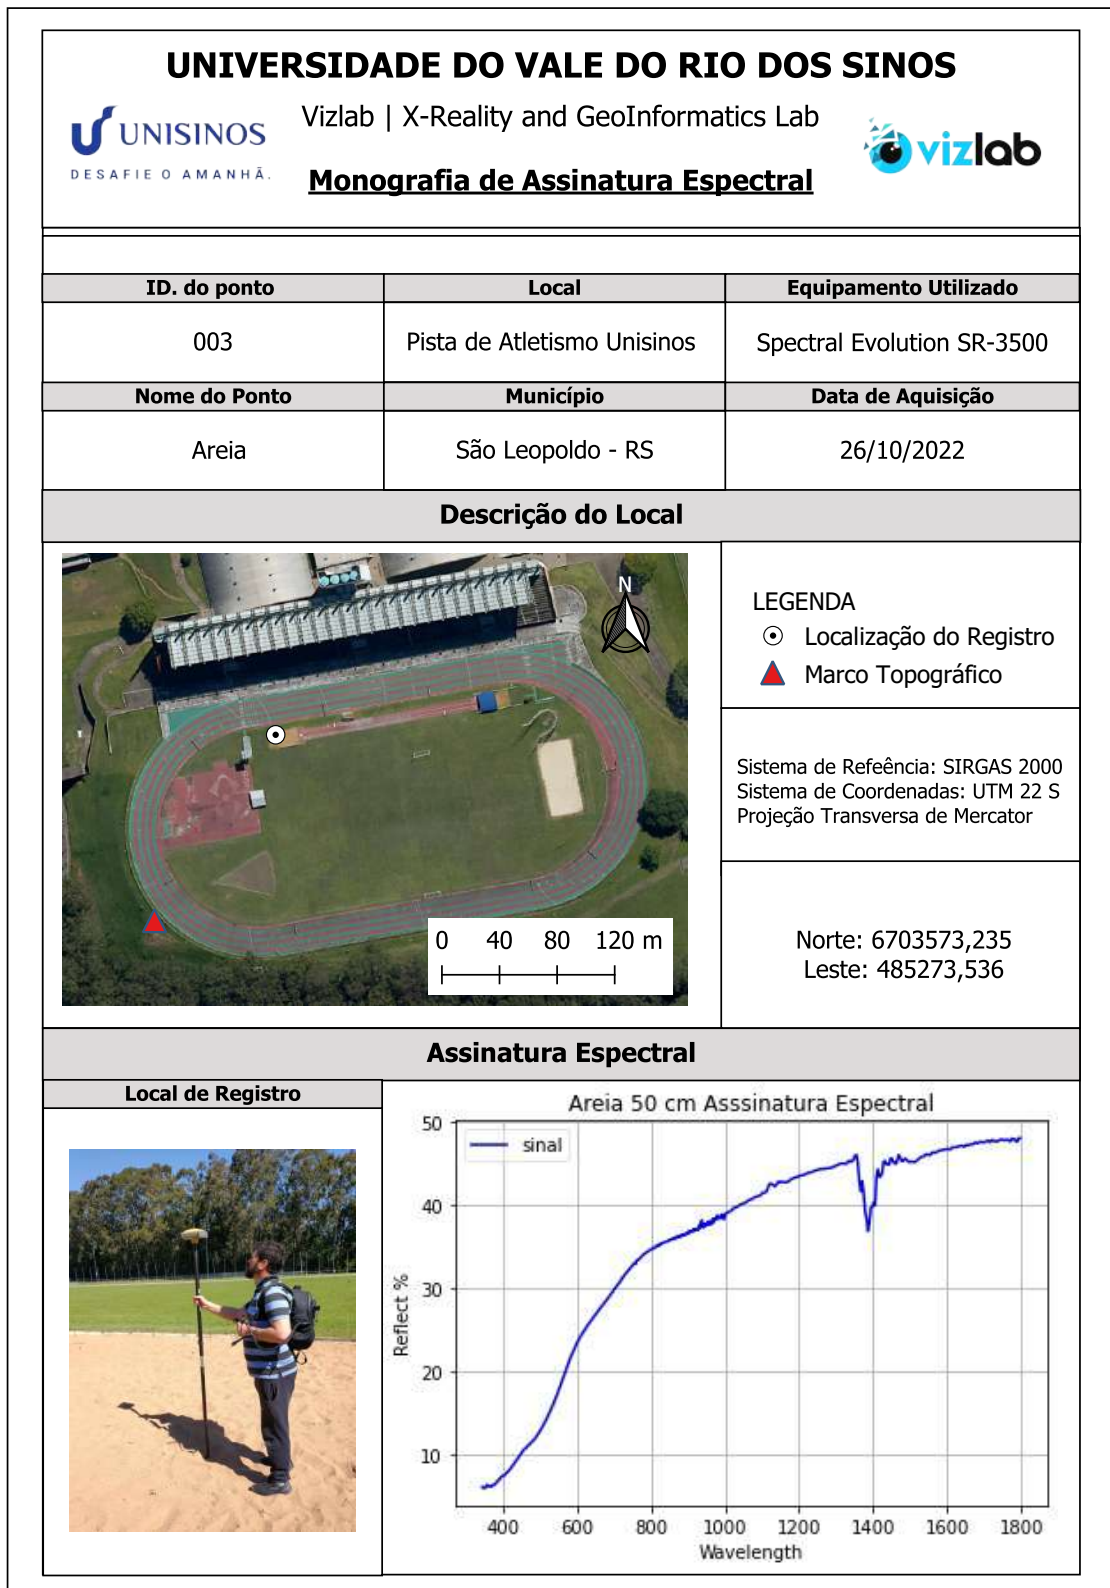 UNIVERSIDADE DO VALE DO RIO DOS SINOS
Vizlab | X-Reality and GeoInformatics Lab
UNISINOS
DESAFIE O AMANHÃ.
vizlab
Monografia de Assinatura Espectral
ID. do ponto
Local
Equipamento Utilizado
003
Pista de Atletismo Unisinos
Spectral Evolution SR-3500
Nome do Ponto
Município
Data de Aquisição
Areia
São Leopoldo - RS
26/10/2022
Descrição do Local
N
0 40 80 120 m
LEGENDA
Localização do Registro
Marco Topográfico
Sistema de Refeência: SIRGAS 2000
Sistema de Coordenadas: UTM 22 S
Projeção Transversa de Mercator
Norte: 6703573,235
Leste: 485273,536
Assinatura Espectral
Local de Registro
Areia 50 cm Asssinatura Espectral
sinal
50
40
30
20
10
Reflect %
400 600 800 1000 1200 1400 1600 1800
Wavelength